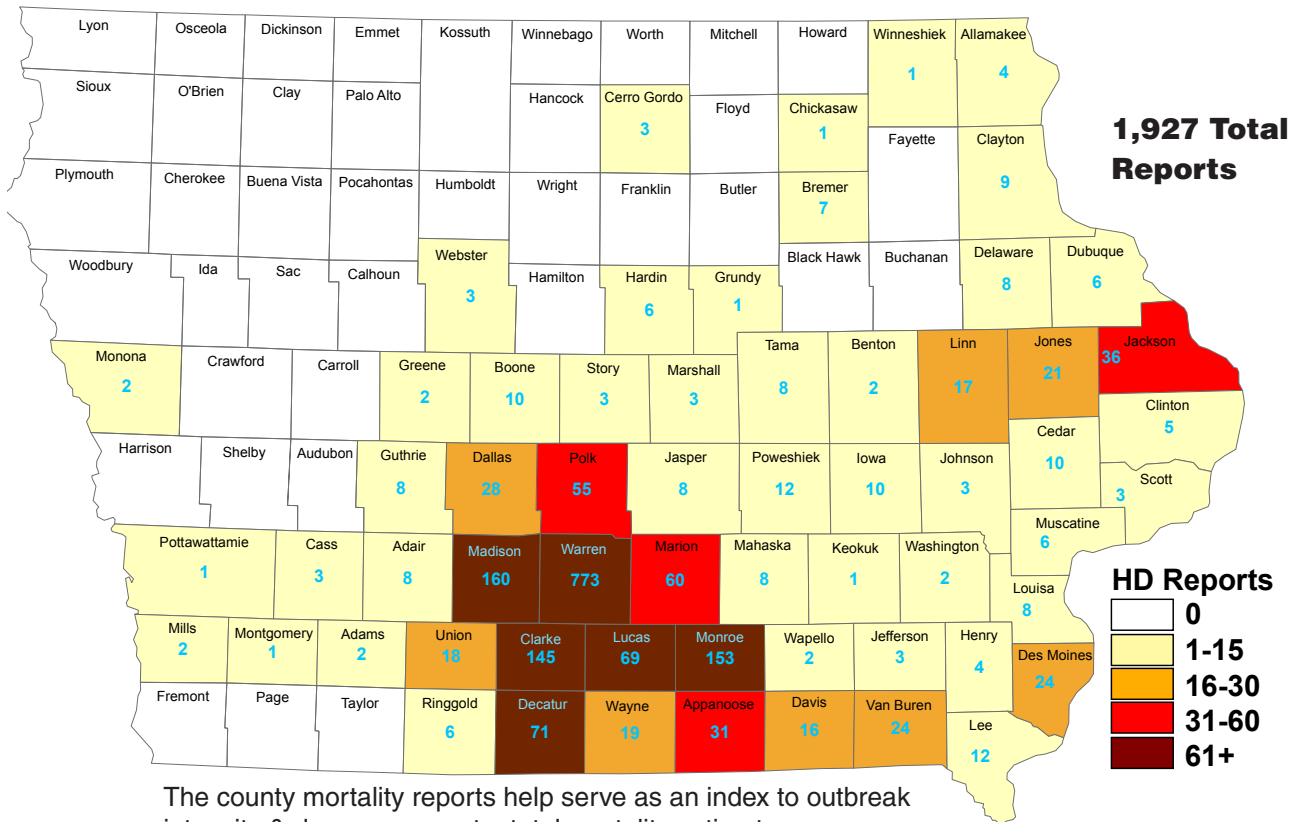 Lyon Osceola Dickinson Emmet Kossuth Winnebago Worth Mitchell Howard Winneshiek Allamakee
1 4
Sioux O'Brien Clay Palo Alto Hancock Cerro Gordo Floyd Chickasaw
3 1
1,927 Total
Reports
Fayette Clayton
9
Plymouth Cherokee Buena Vista Pocahontas Humboldt Wright Franklin Butler Bremer
7
Woodbury Ida Sac Calhoun Webster Hamilton Hardin Grundy Black Hawk Buchanan Delaware Dubuque
3 6 1 8 6
Monona Crawford Carroll Greene Boone Story Marshall Tama Benton Linn Jones Jackson
2 2 10 3 3 8 2 17 21 36
Clinton
5
Harrison Shelby Audubon Guthrie Dallas Polk Jasper Poweshiek Iowa Johnson Cedar
8 28 55 8 12 10 3 10
Scott
3
Muscatine
6
Pottawattamie Cass Adair Madison Warren Marion Mahaska Keokuk Washington
1 3 8 160 773 60 8 1 2
Louisa
8
Mills Montgomery Adams Union Clarke Lucas Monroe Wapello Jefferson Henry Des Moines
2 1 2 18 145 69 153 2 3 4 24
Fremont Page Taylor Ringgold Decatur Wayne Appanoose Davis Van Buren Lee
6 71 19 31 16 24 12
HD Reports
0
1-15
16-30
31-60
61+
The county mortality reports help serve as an index to outbreak